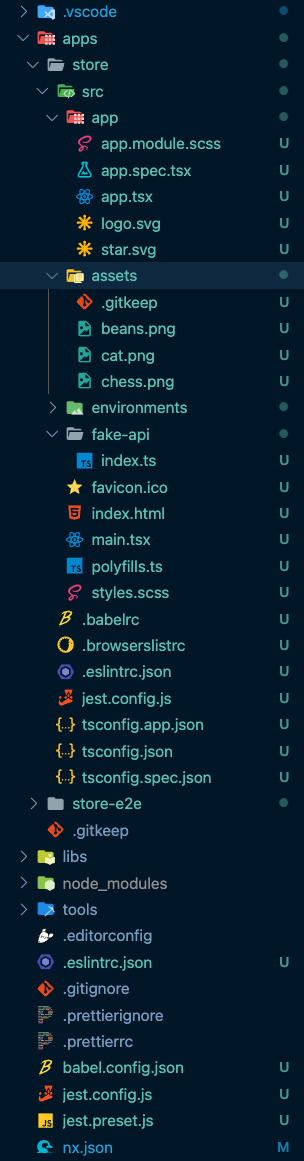 .vscode
apps
store
src
app
app.module.scss U
app.spec.tsx U
app.tsx U
logo.svg U
star.svg U
assets
.gitkeep U
beans.png U
cat.png U
chess.png U
environments
fake-api
TS index.ts U
favicon.ico U
index.html U
main.tsx U
TS polyfills.ts U
styles.scss U
.babelrc U
.browserslistrc U
.eslintrc.json U
jest.config.js U
{..} tsconfig.app.json U
{..} tsconfig.json U
{..} tsconfig.spec.json U
store-e2e
.gitkeep
libs
node_modules
tools
.editorconfig
.eslintrc.json U
.gitignore
.prettierignore
.prettierrc
babel.config.json U
jest.config.js U
JS jest.preset.js U
nx.json M